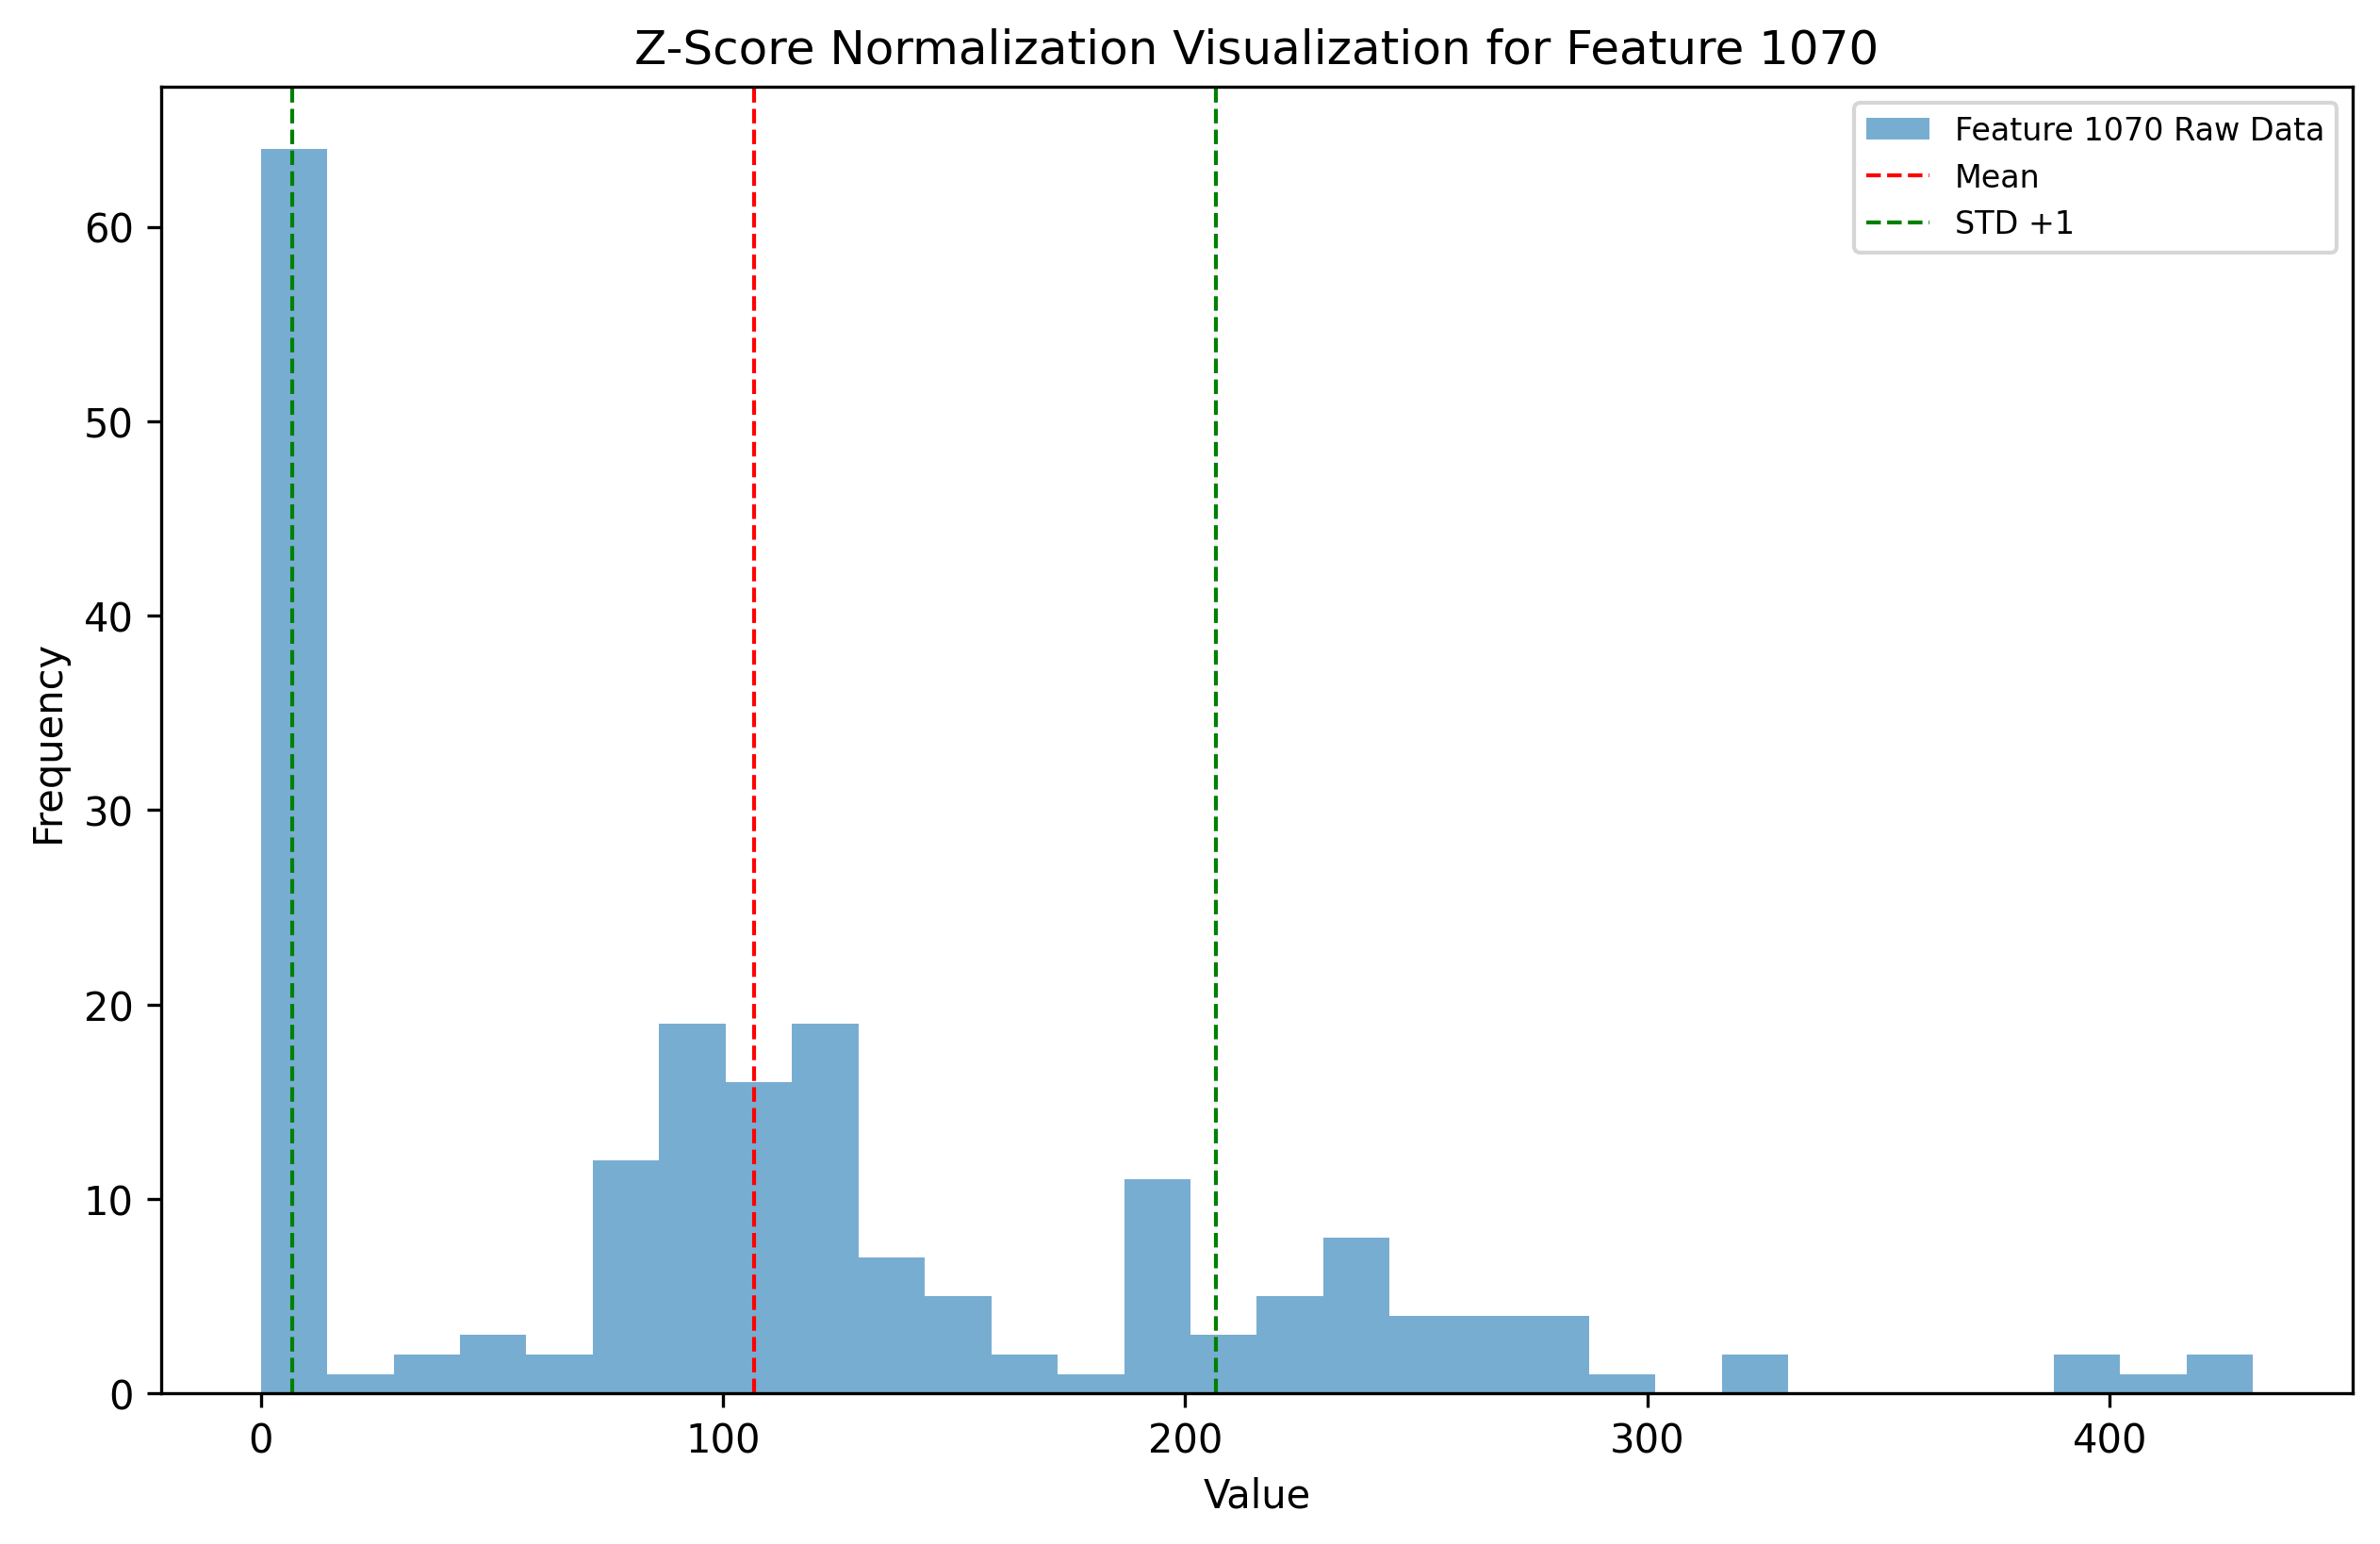 Z-Score Normalization Visualization for Feature 1070
Feature 1070 Raw Data
Mean
STD +1
60
50
40
30
20
10
0
Frequency
0 100 200 300 400
Value